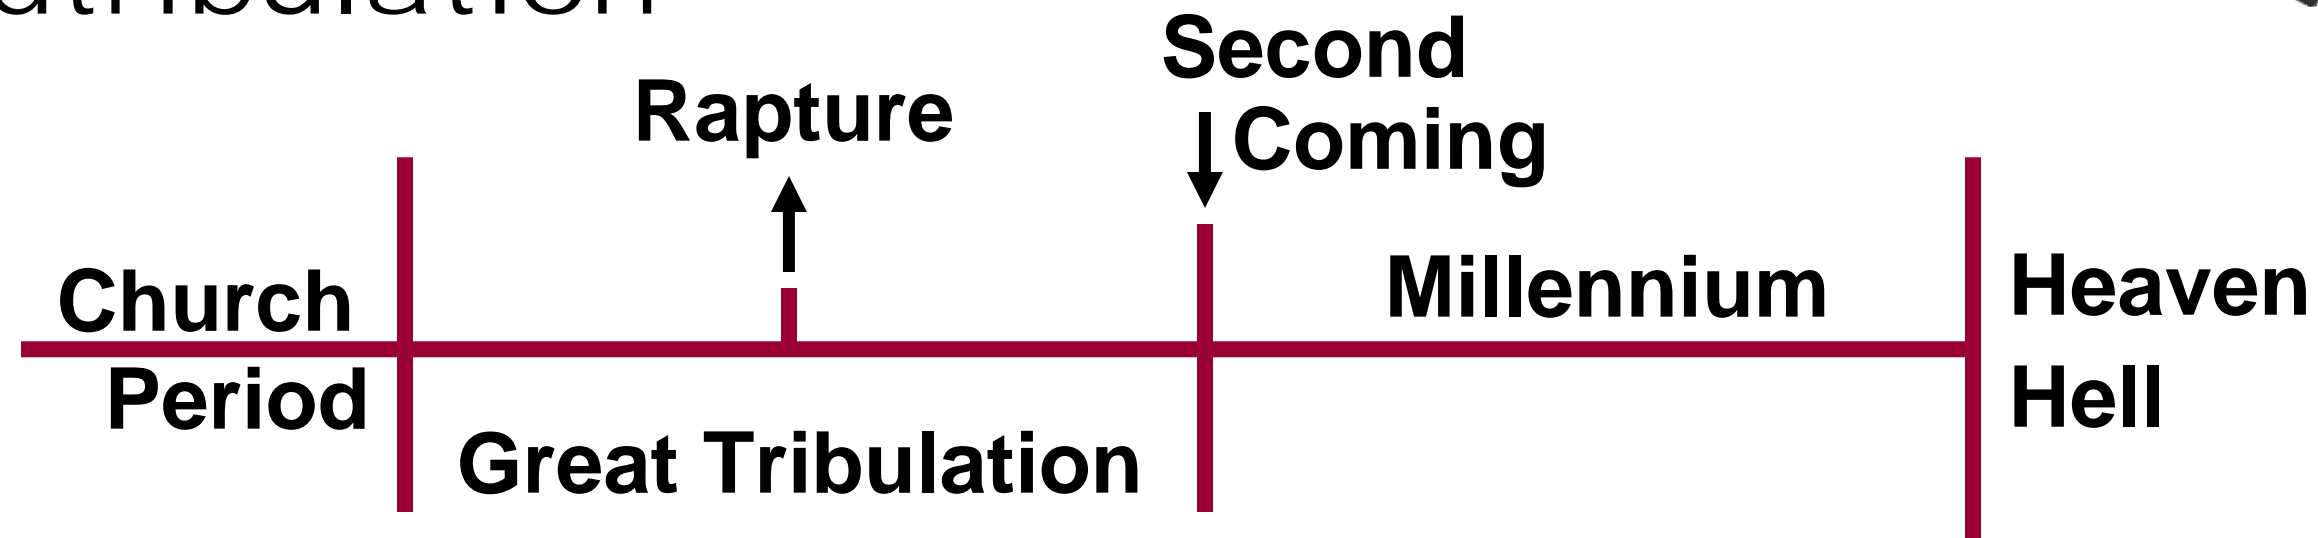 Second
Rapture
Coming
Church
Period
Millennium
Heaven
Hell
Great Tribulation